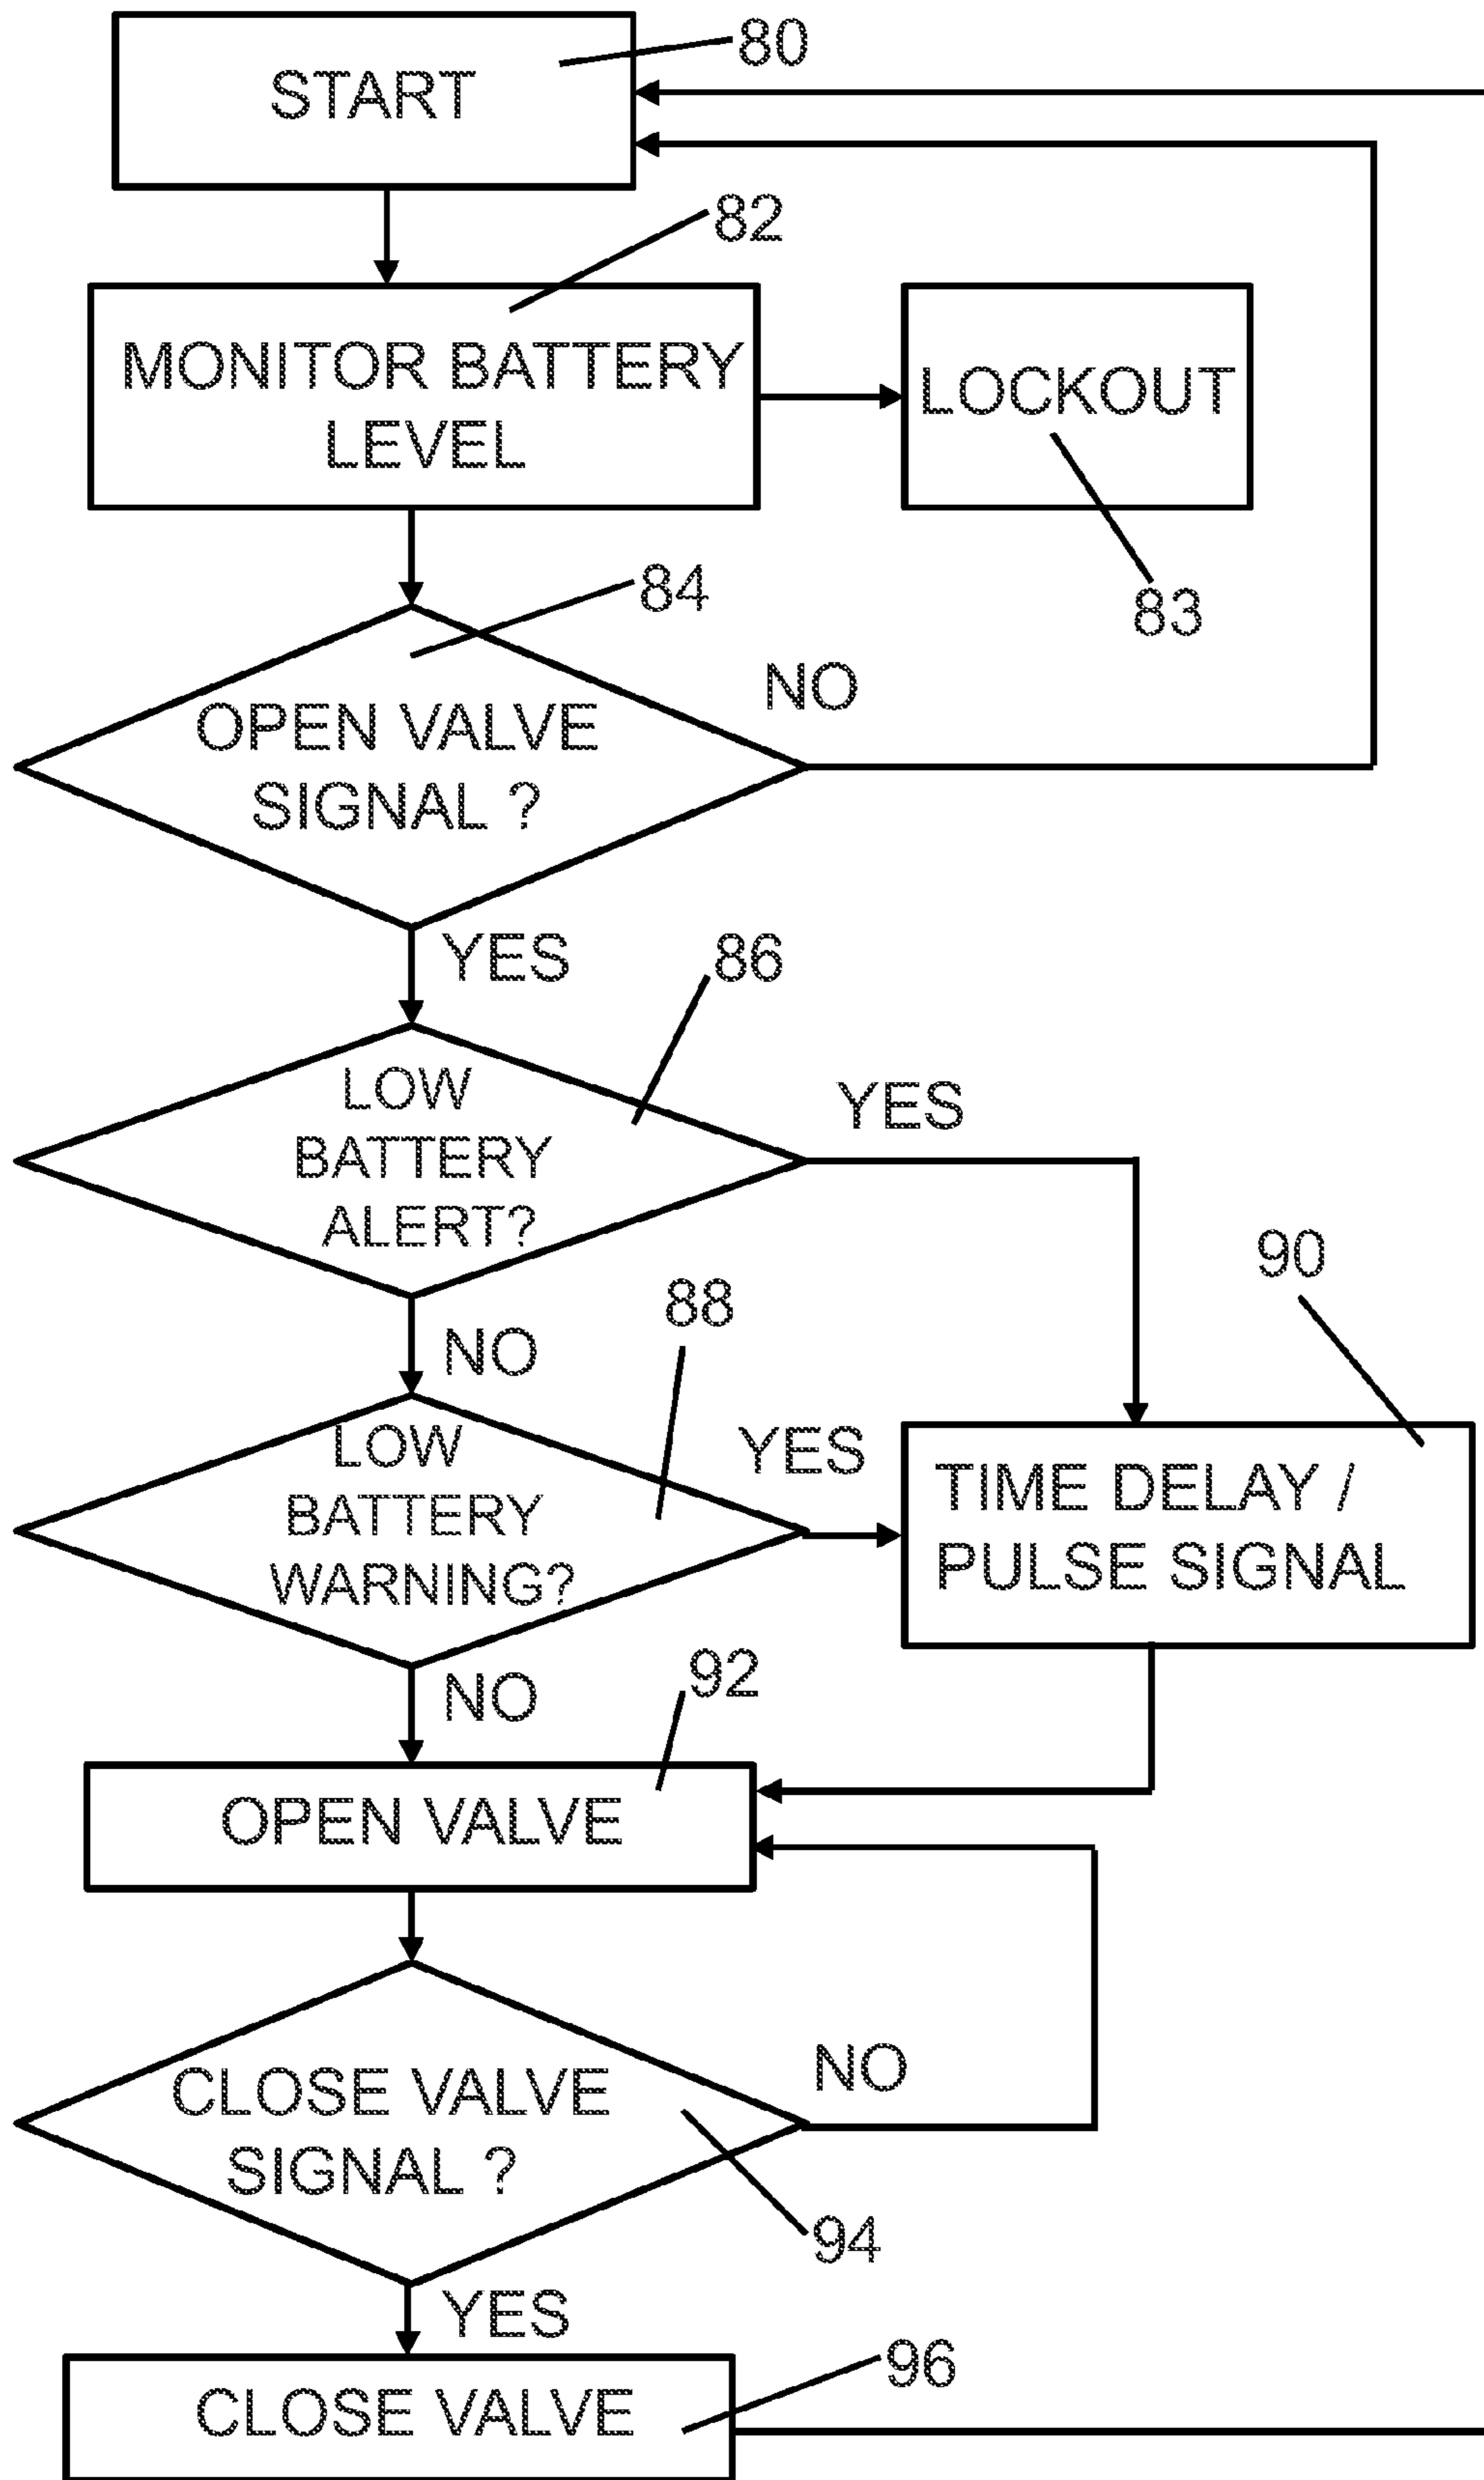 80
START
82
MONITOR BATTERY
LEVEL
LOCKOUT
83
84
NO
OPEN VALVE
SIGNAL ?
YES
86
LOW
BATTERY
ALERT?
YES
90
NO
88
LOW
BATTERY
WARNING?
YES
TIME DELAY /
PULSE SIGNAL
NO
92
OPEN VALVE
CLOSE VALVE
SIGNAL ?
NO
94
YES
96
CLOSE VALVE